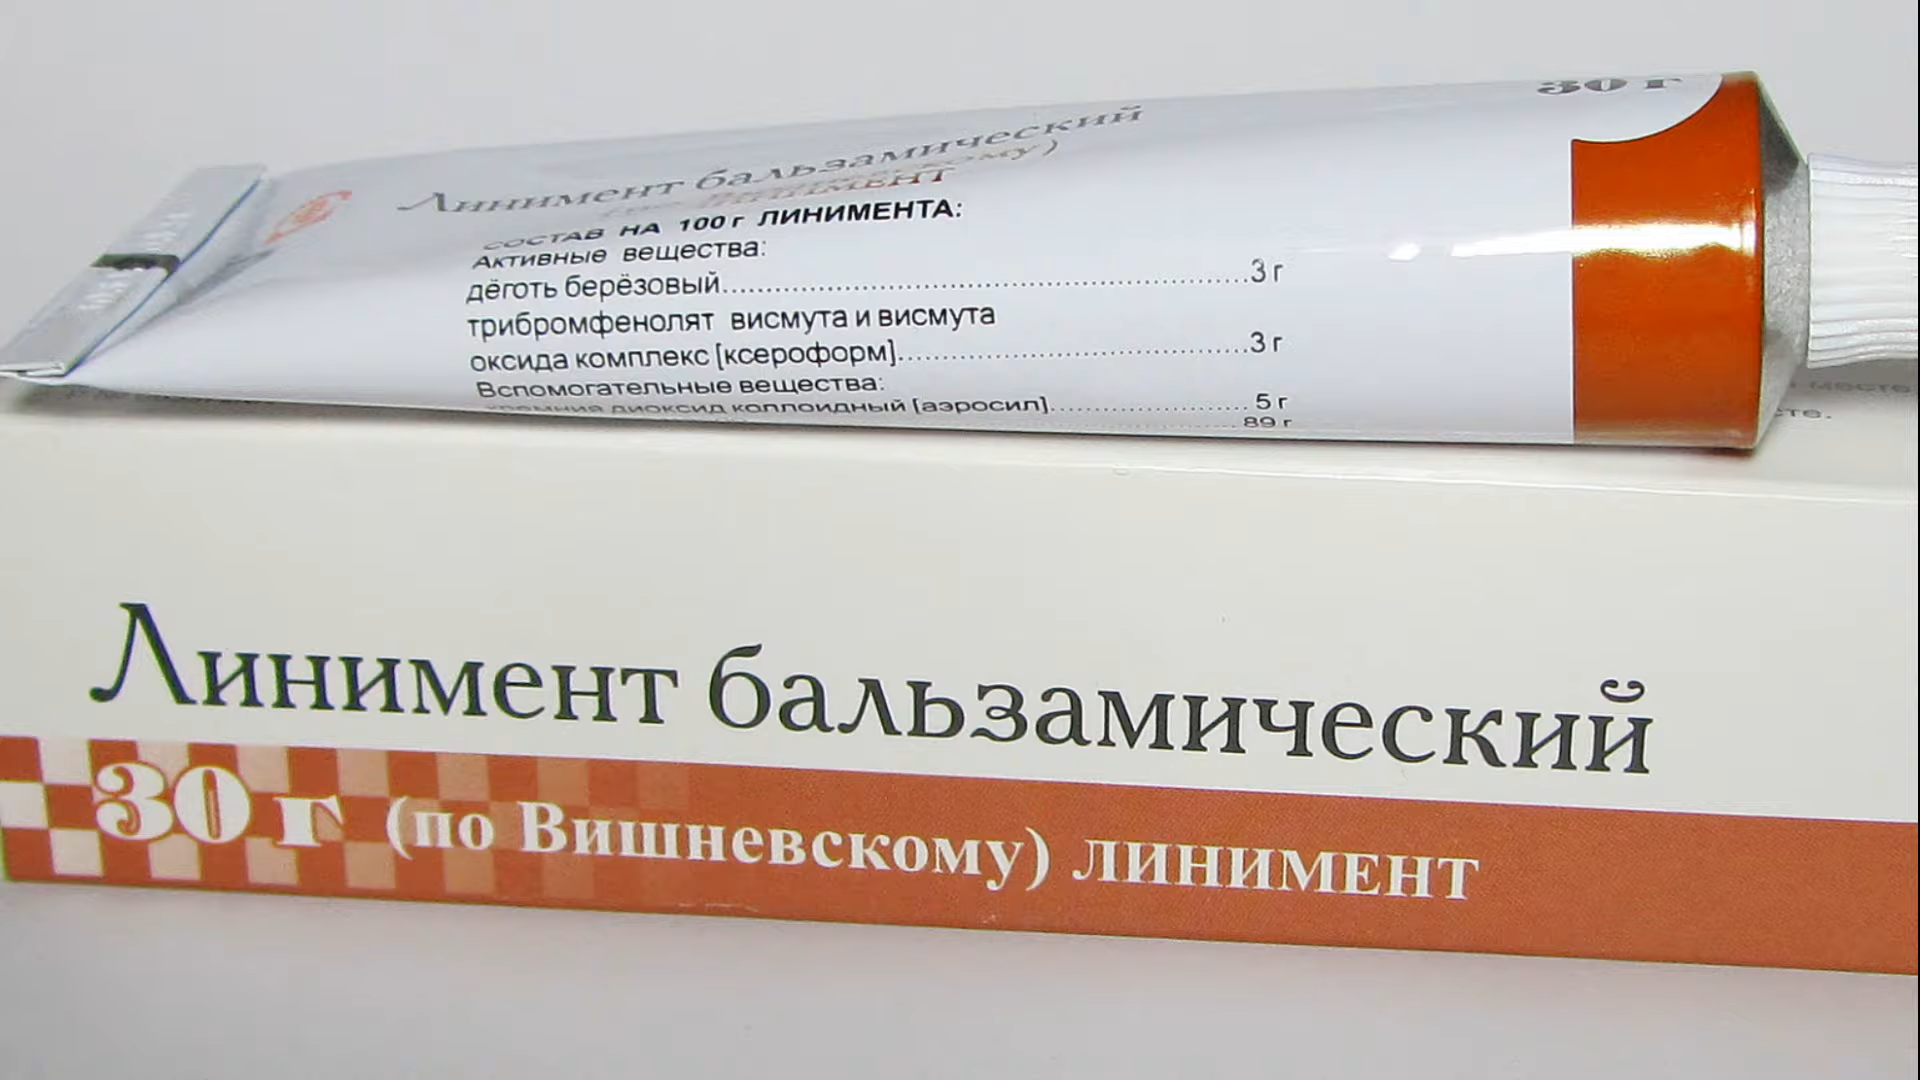 30 г
Линимент бальзамический
ЛИНИМЕНТ
СОСТАВ НА 100 г ЛИНИМЕНТА:
Активные вещества:
дёготь берёзовый..........3 г
трибромфенолят висмута и висмута
оксида комплекс [ксероформ]..........3 г
Вспомогательные вещества:
кремния диоксид коллоидный [аэросил]..........5 г
89 г
Линимент бальзамический
30 г (по Вишневскому) линимент